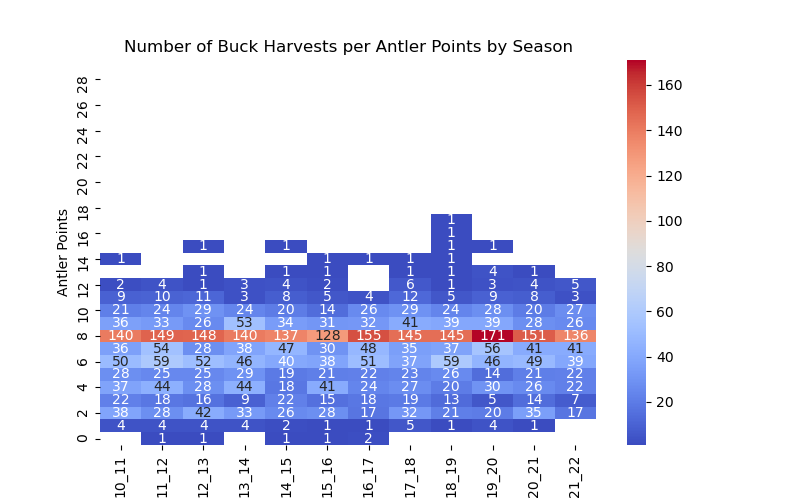 Number of Buck Harvests per Antler Points by Season
Antler Points
28
26
24
22
20
18
1
16 1
1 1 1 1
14 1 1 1 1 1
1 1 1 1 1 4 1
12 2 4 1 3 4 2 6 1 3 4 5
9 10 11 3 8 5 4 12 5 9 8 3
10 21 24 29 24 20 14 26 29 24 28 20 27
36 33 26 53 34 31 32 41 39 39 28 26
8 140 149 148 140 137 128 155 145 145 171 151 136
36 54 28 38 47 30 48 35 37 56 41 41
6 50 59 52 46 40 38 51 37 59 46 49 39
28 25 25 29 19 21 22 23 26 14 21 22
4 37 44 28 44 18 41 24 27 20 30 26 22
22 18 16 9 22 15 18 19 13 5 14 7
2 38 28 42 33 26 28 17 32 21 20 35 17
4 4 4 4 2 1 1 5 1 4 1
0 1 1 1 1 2
10_11 11_12 12_13 13_14 14_15 15_16 16_17 17_18 18_19 19_20 20_21 21_22
160
140
120
100
80
60
40
20